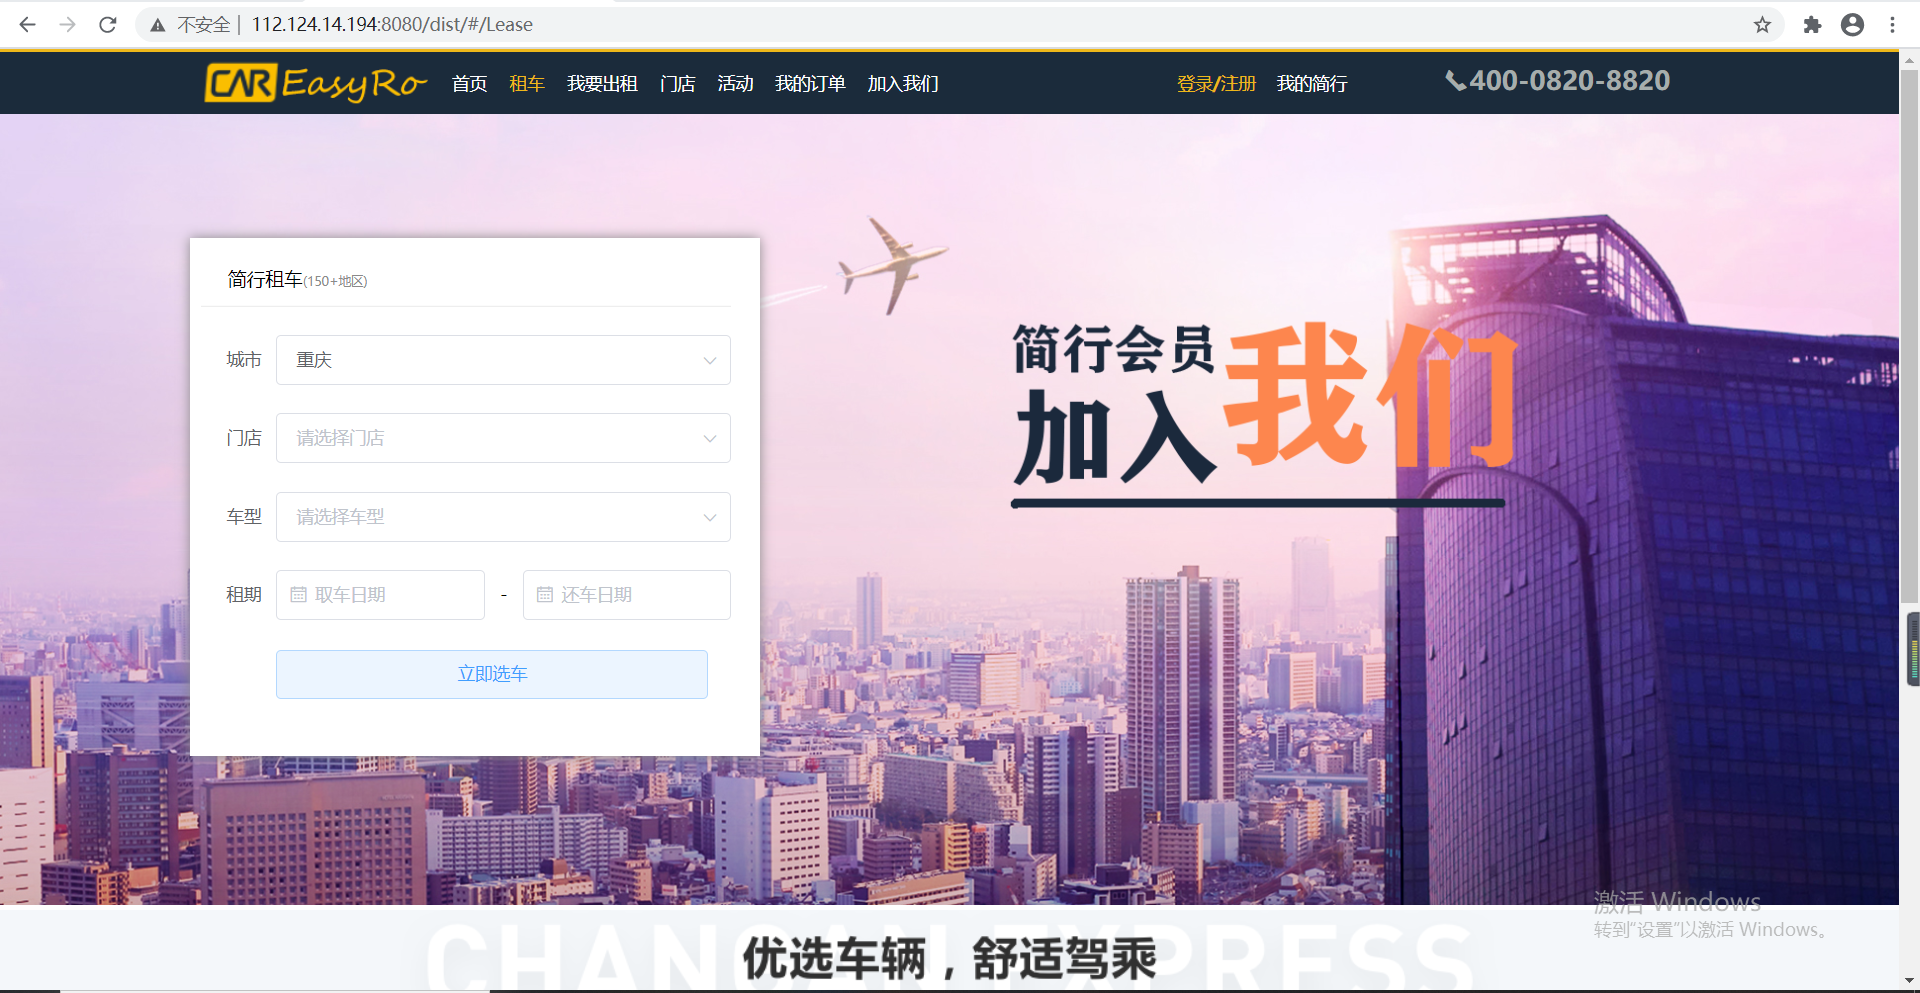 不安全 | 112.124.14.194:8080/dist/#/Lease
CAR EasyRo 首页 租车 我要出租 门店 活动 我的订单 加入我们 登录/注册 我的简行 400-0820-8820
简行租车(150+地区)
城市 重庆
门店 请选择门店
车型 请选择车型
租期 取车日期 - 还车日期
立即选车
简行会员
加入我们
激活 Windows
转到"设置"以激活 Windows。
CHANGAN EXPRESS
优选车辆，舒适驾乘